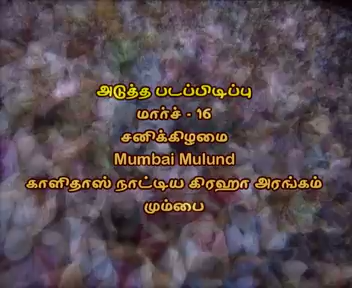 அடுத்த படப்பிடிப்பு
மார்ச் - 16
சனிக்கிழமை
Mumbai Mulund
காளிதாஸ் நாட்டிய கிரஹா அரங்கம்
மும்பை